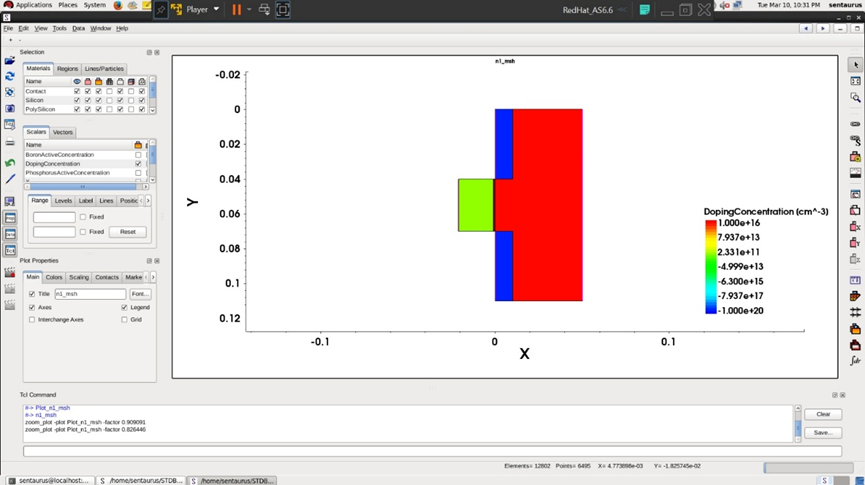 Applications Places System
Player
RedHat_AS6.6
Tue Mar 10, 10:31 PM sentaurus
File Edit View Tools Data Window Help
Selection
Materials Regions Lines/Particles
Name
Contact
Silicon
PolySilicon
Scalars Vectors
Name
BoronActiveConcentration
DopingConcentration
PhosphorusActiveConcentration
Range Levels Label Lines
Fixed
Fixed Reset
Plot Properties
Main Colors Scaling Contacts Marke
Title n1_msh Font...
Axes Legend
Interchange Axes Grid
n1_msh
-0.02
0
0.02
0.04
0.06
0.08
0.1
0.12
Y
-0.1 0 0.1
X
DopingConcentration (cm^-3)
1.000e+16
7.937e+13
2.331e+11
-4.999e+13
-6.300e+15
-7.937e+17
-1.000e+20
Tcl Command
#-> Plot_n1_msh
#-> n1_msh
zoom_plot -plot Plot_n1_msh -factor 0.909091
zoom_plot -plot Plot_n1_msh -factor 0.826446
Clear
Save...
Elements= 12802 Points= 6495 X= 4.773898e-03 Y= -1.825745e-02
sentaurus@localhost:... /home/sentaurus/STDB... /home/sentaurus/STDB...